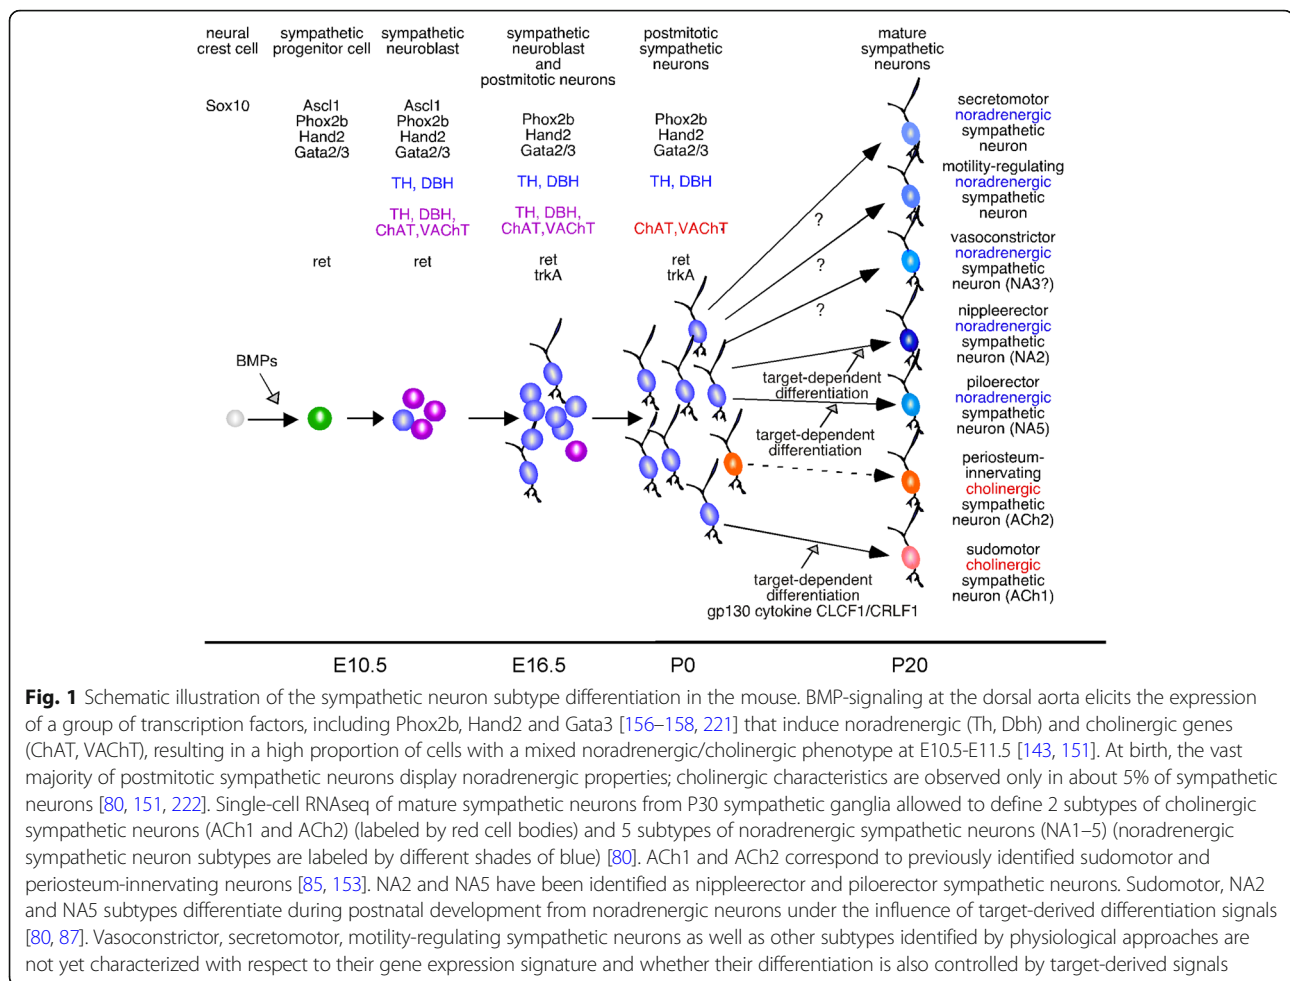 neural
crest cell
sympathetic
progenitor cell
sympathetic
neuroblast
sympathetic
neuroblast
and
postmitotic neurons
postmitotic
sympathetic
neurons
mature
sympathetic
neurons
Sox10
Ascl1
Phox2b
Hand2
Gata2/3
Ascl1
Phox2b
Hand2
Gata2/3
Phox2b
Hand2
Gata2/3
Phox2b
Hand2
Gata2/3
TH, DBH
TH, DBH
TH, DBH
TH, DBH,
ChAT,VAChT
TH, DBH,
ChAT,VAChT
ChAT,VAChT
ret
ret
ret
trkA
ret
trkA
BMPs
?
?
?
target-dependent
differentiation
target-dependent
differentiation
target-dependent
differentiation
gp130 cytokine CLCF1/CRLF1
secretomotor
noradrenergic
sympathetic
neuron
motility-regulating
noradrenergic
sympathetic
neuron
vasoconstrictor
noradrenergic
sympathetic
neuron (NA3?)
nippleerector
noradrenergic
sympathetic
neuron (NA2)
piloerector
noradrenergic
sympathetic
neuron (NA5)
periosteum-
innervating
cholinergic
sympathetic
neuron (ACh2)
sudomotor
cholinergic
sympathetic
neuron (ACh1)
E10.5 E16.5 P0 P20
Fig. 1 Schematic illustration of the sympathetic neuron subtype differentiation in the mouse. BMP-signaling at the dorsal aorta elicits the expression
of a group of transcription factors, including Phox2b, Hand2 and Gata3 [156–158, 221] that induce noradrenergic (Th, Dbh) and cholinergic genes
(ChAT, VAChT), resulting in a high proportion of cells with a mixed noradrenergic/cholinergic phenotype at E10.5-E11.5 [143, 151]. At birth, the vast
majority of postmitotic sympathetic neurons display noradrenergic properties; cholinergic characteristics are observed only in about 5% of sympathetic
neurons [80, 151, 222]. Single-cell RNAseq of mature sympathetic neurons from P30 sympathetic ganglia allowed to define 2 subtypes of cholinergic
sympathetic neurons (ACh1 and ACh2) (labeled by red cell bodies) and 5 subtypes of noradrenergic sympathetic neurons (NA1–5) (noradrenergic
sympathetic neuron subtypes are labeled by different shades of blue) [80]. ACh1 and ACh2 correspond to previously identified sudomotor and
periosteum-innervating neurons [85, 153]. NA2 and NA5 have been identified as nippleerector and piloerector sympathetic neurons. Sudomotor, NA2
and NA5 subtypes differentiate during postnatal development from noradrenergic neurons under the influence of target-derived differentiation signals
[80, 87]. Vasoconstrictor, secretomotor, motility-regulating sympathetic neurons as well as other subtypes identified by physiological approaches are
not yet characterized with respect to their gene expression signature and whether their differentiation is also controlled by target-derived signals